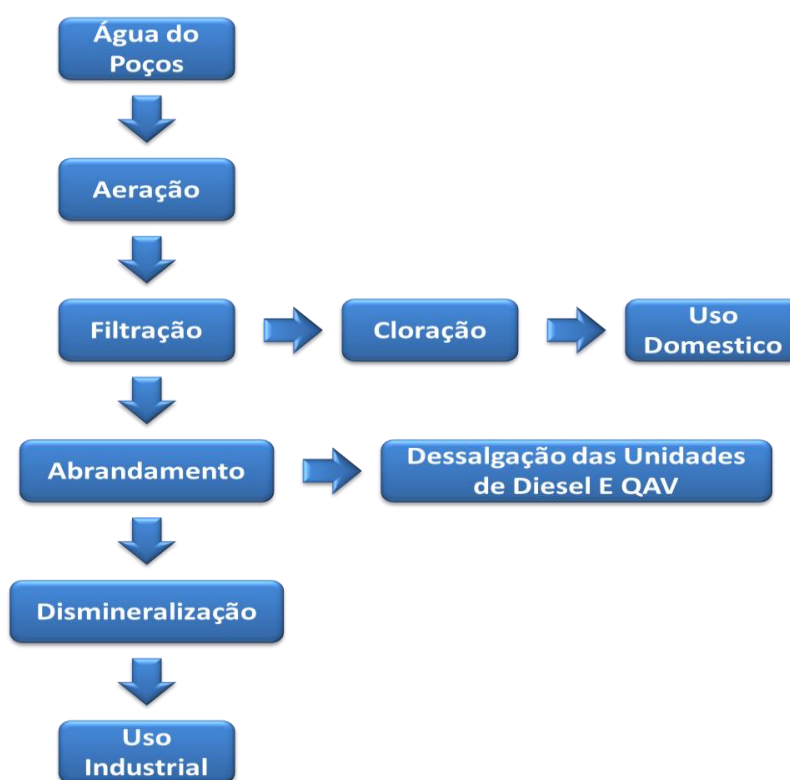 Água do
Poços
Aeração
Filtração
Cloração
Uso
Domestico
Abrandamento
Dessalgação das Unidades
de Diesel E QAV
Dismineralização
Uso
Industrial